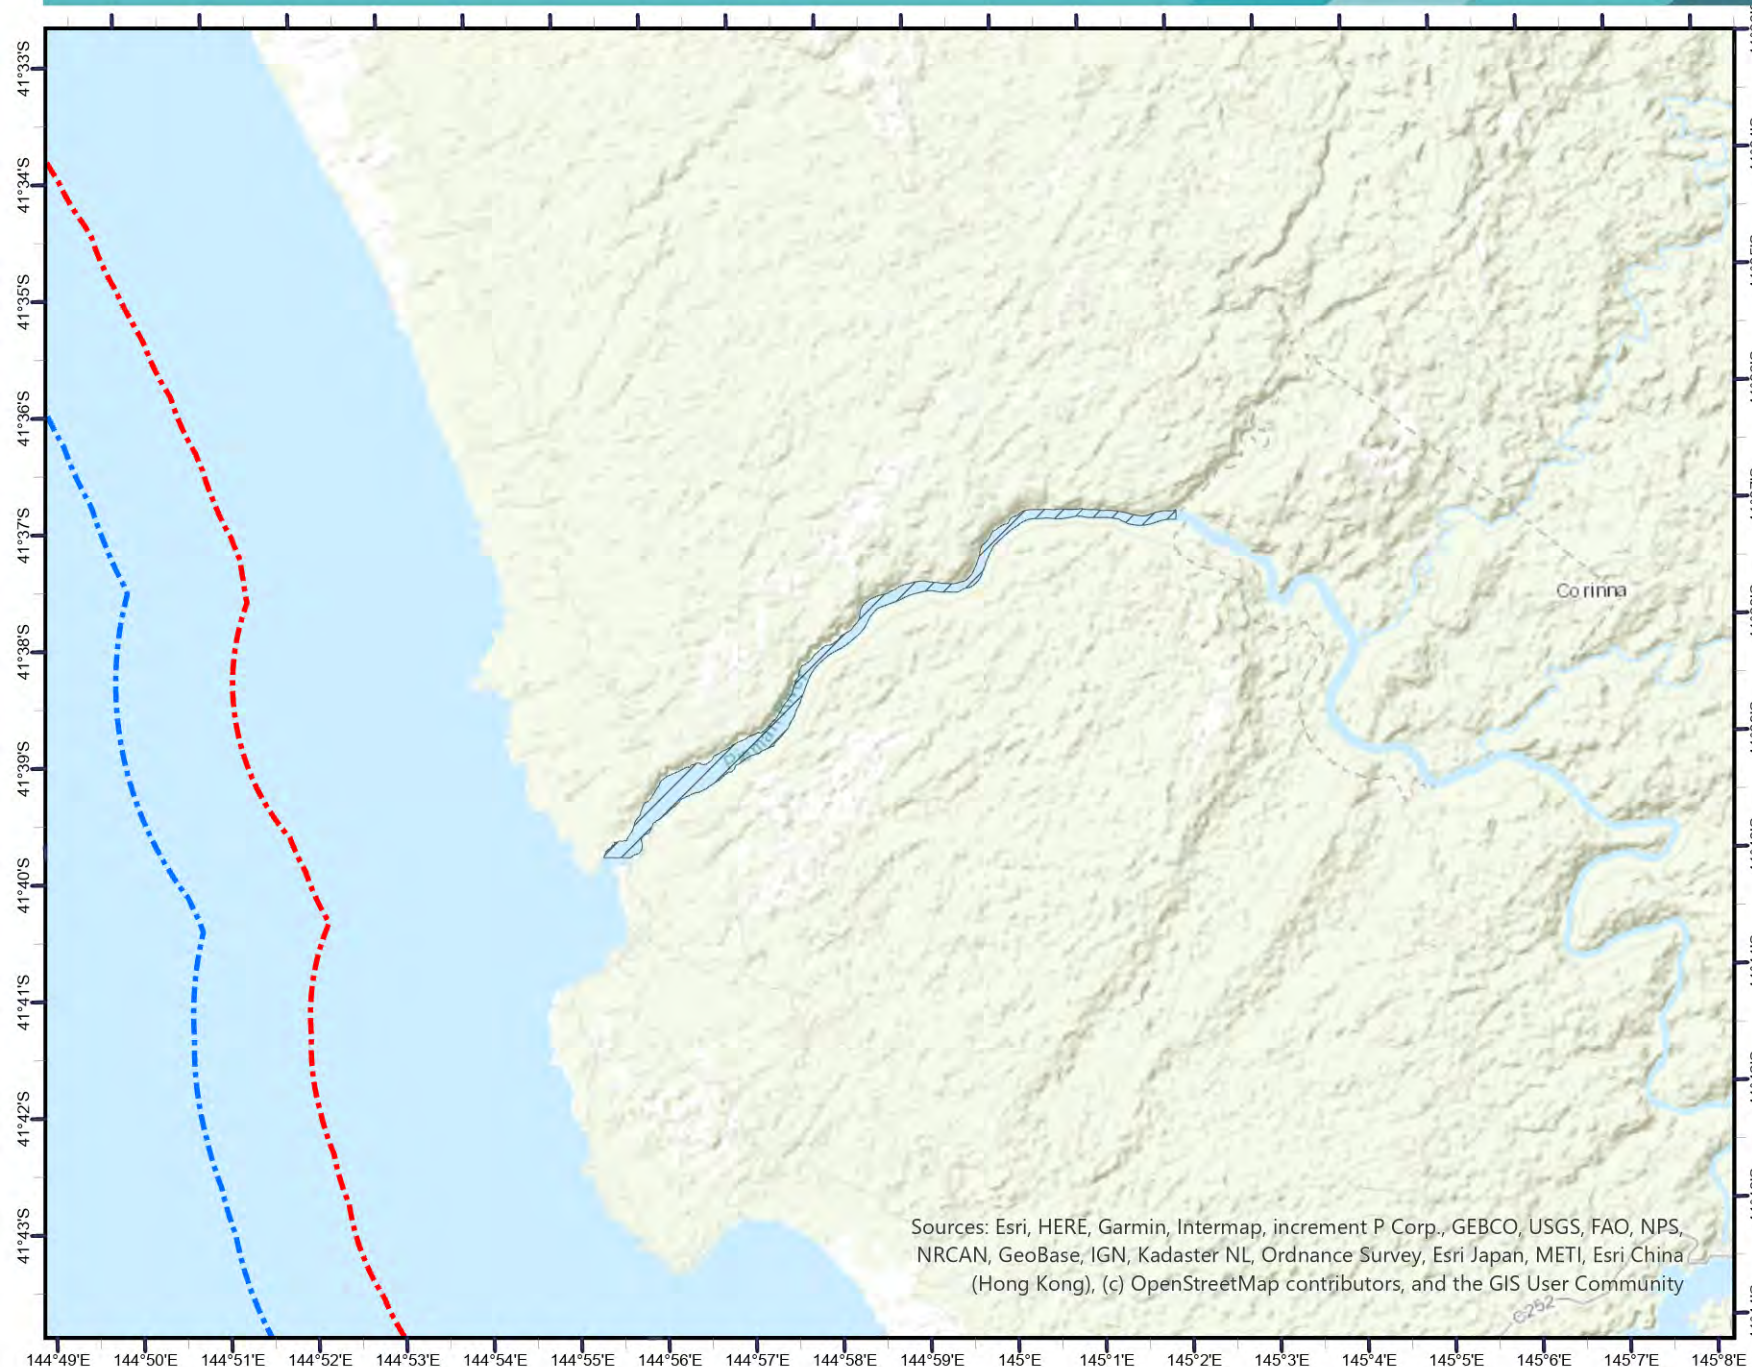 41°33'S
41°34'S
41°35'S
41°36'S
41°37'S
41°38'S
41°39'S
41°40'S
41°41'S
41°42'S
41°43'S
Corinna
Sources: Esri, HERE, Garmin, Intermap, increment P Corp., GEBCO, USGS, FAO, NPS,
NRCAN, GeoBase, IGN, Kadaster NL, Ordnance Survey, Esri Japan, METI, Esri China
(Hong Kong), (c) OpenStreetMap contributors, and the GIS User Community
C252
144°49'E 144°50'E 144°51'E 144°52'E 144°53'E 144°54'E 144°55'E 144°56'E 144°57'E 144°58'E 144°59'E 145°E 145°1'E 145°2'E 145°3'E 145°4'E 145°5'E 145°6'E 145°7'E 145°8'E